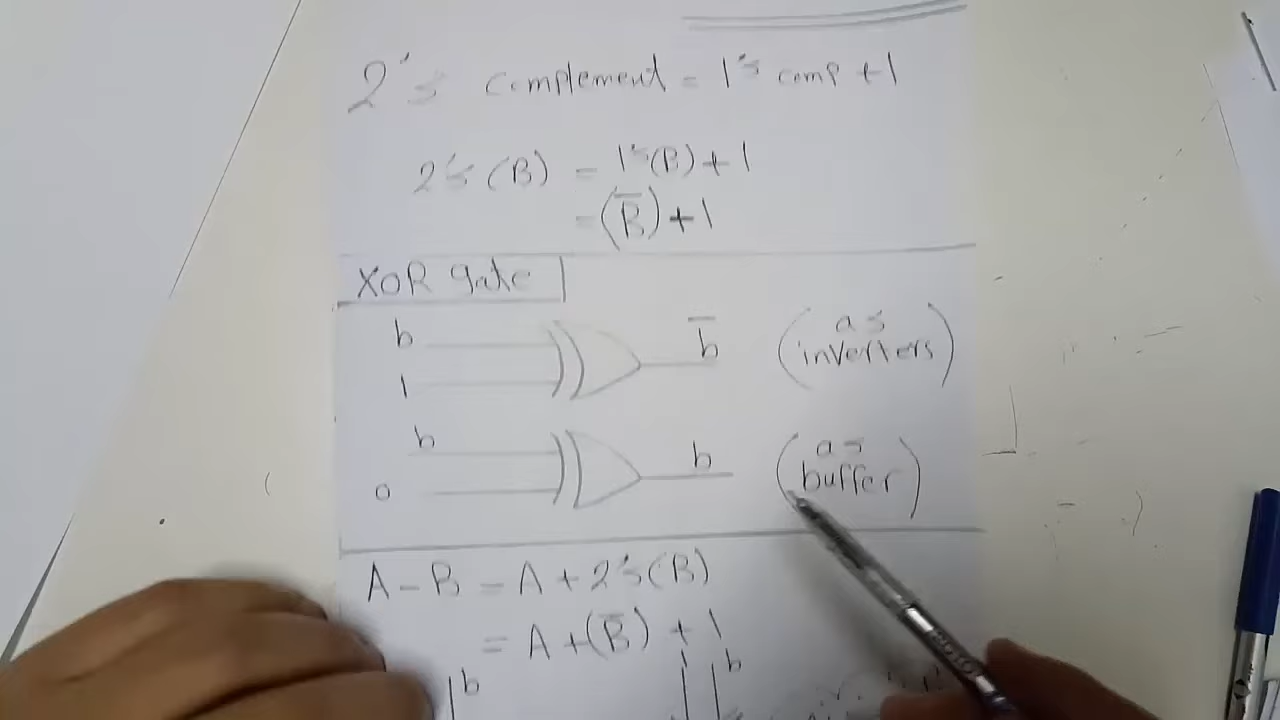 2's complement = 1's comp +1
2's (B) = 1's(B)+1
= (B̅)+1
XOR gate
b b̅ (as
1 inverters)
b b (as
0 buffer)
A - B = A + 2's(B)
= A + (B̅) + 1
b 1 b